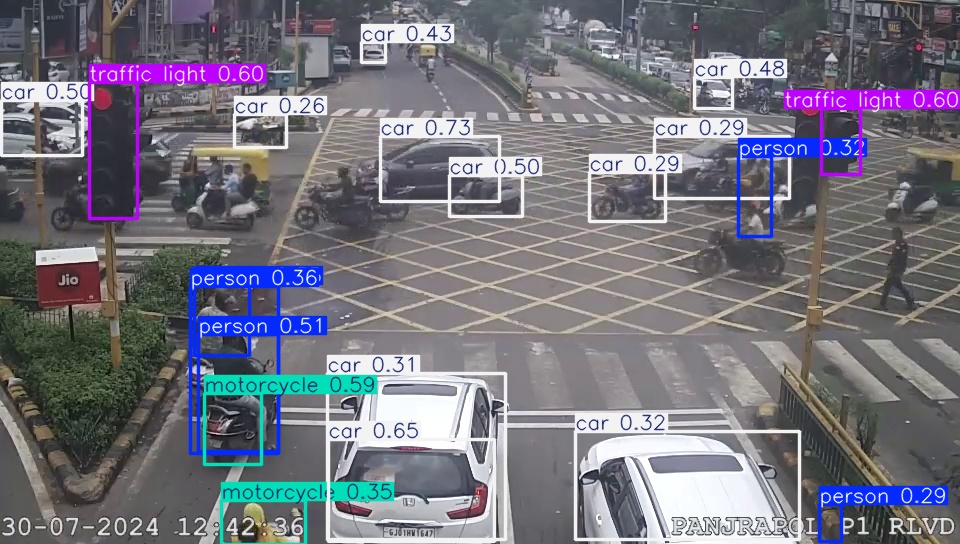 car 0.43
car 0.48
traffic light 0.60
car 0.50
car 0.26
traffic light 0.60
car 0.73
car 0.29
person 0.32
car 0.50
car 0.29
Jio
person 0.36
person 0.51
car 0.31
motorcycle 0.59
car 0.65
car 0.32
motorcycle 0.35
person 0.29
30-07-2024 12:42:36
PANJRAPOL P1 RLVD